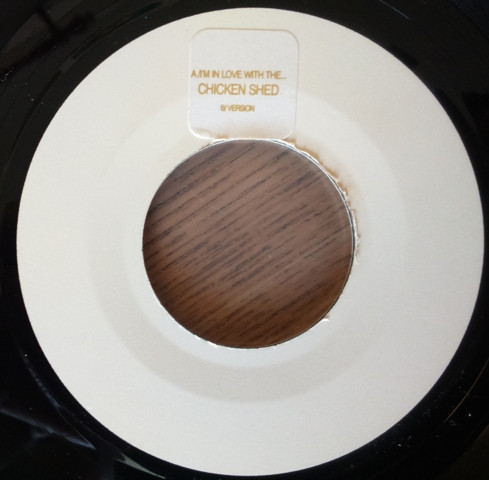 A/I'M IN LOVE WITH THE...
CHICKEN SHED
B/ VERSION